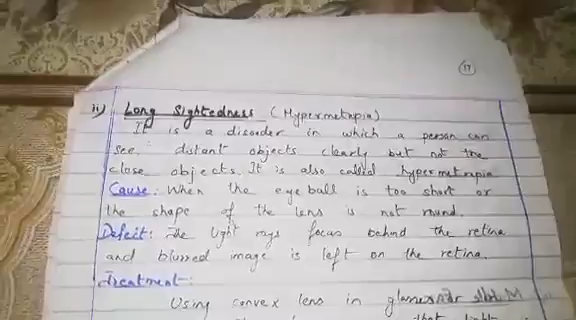 17
ii) Long Sightedness (Hypermetropia)
It is a disorder in which a person can
see distant objects clearly but not the
close objects. It is also called hypermetropia
Cause: When the eye ball is too short or
the shape of the lens is not round.
Defect: The light rays focus behind the retina
and blurred image is left on the retina.
Treatment:
Using convex lens in
that light